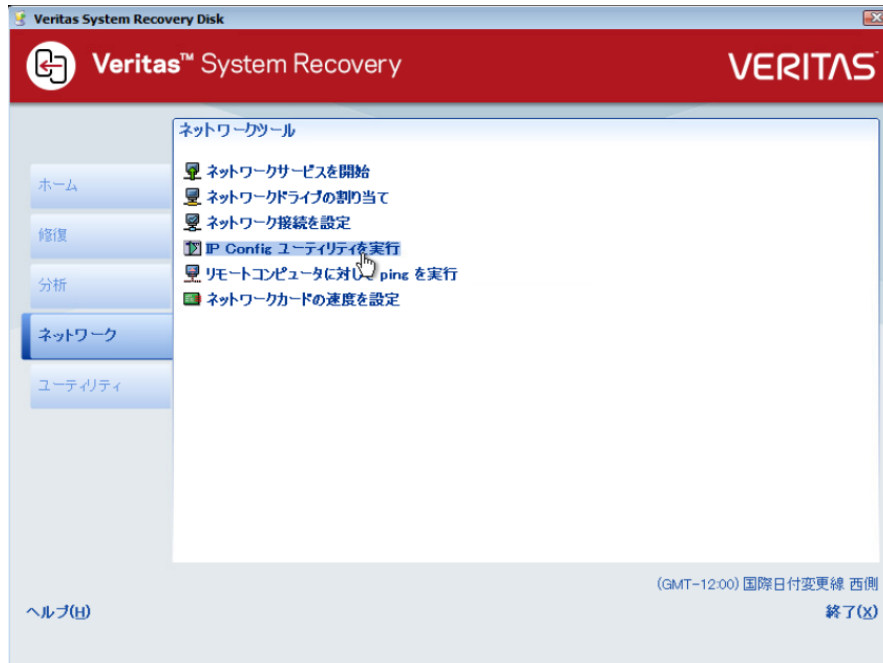 Veritas System Recovery Disk
Veritas™ System Recovery
VERITAS
ネットワークツール
ホーム
修復
分析
ネットワーク
ユーティリティ
ネットワークサービスを開始
ネットワークドライブの割り当て
ネットワーク接続を設定
IP Config ユーティリティを実行
リモートコンピュータに対して ping を実行
ネットワークカードの速度を設定
(GMT-12:00) 国際日付変更線 西側
ヘルプ(H)
終了(X)